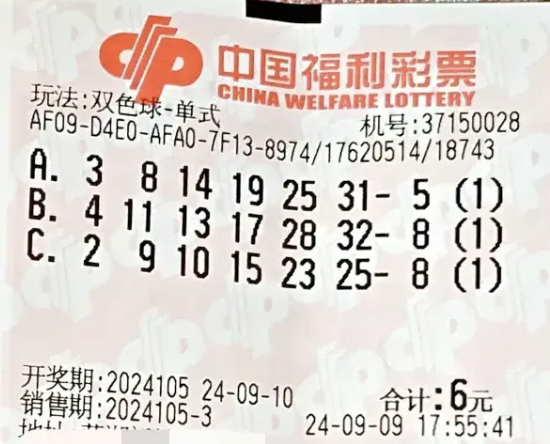 中国福利彩票
CHINA WELFARE LOTTERY
玩法:双色球-单式 机号:37150028
AF09-D4E0-AFA0-7F13-8974/17620514/18743
A. 3 8 14 19 25 31- 5 (1)
B. 4 11 13 17 28 32- 8 (1)
C. 2 9 10 15 23 25- 8 (1)
开奖期:2024105 24-09-10 合计:6元
销售期:2024105-3 24-09-09 17:55:41
地址: